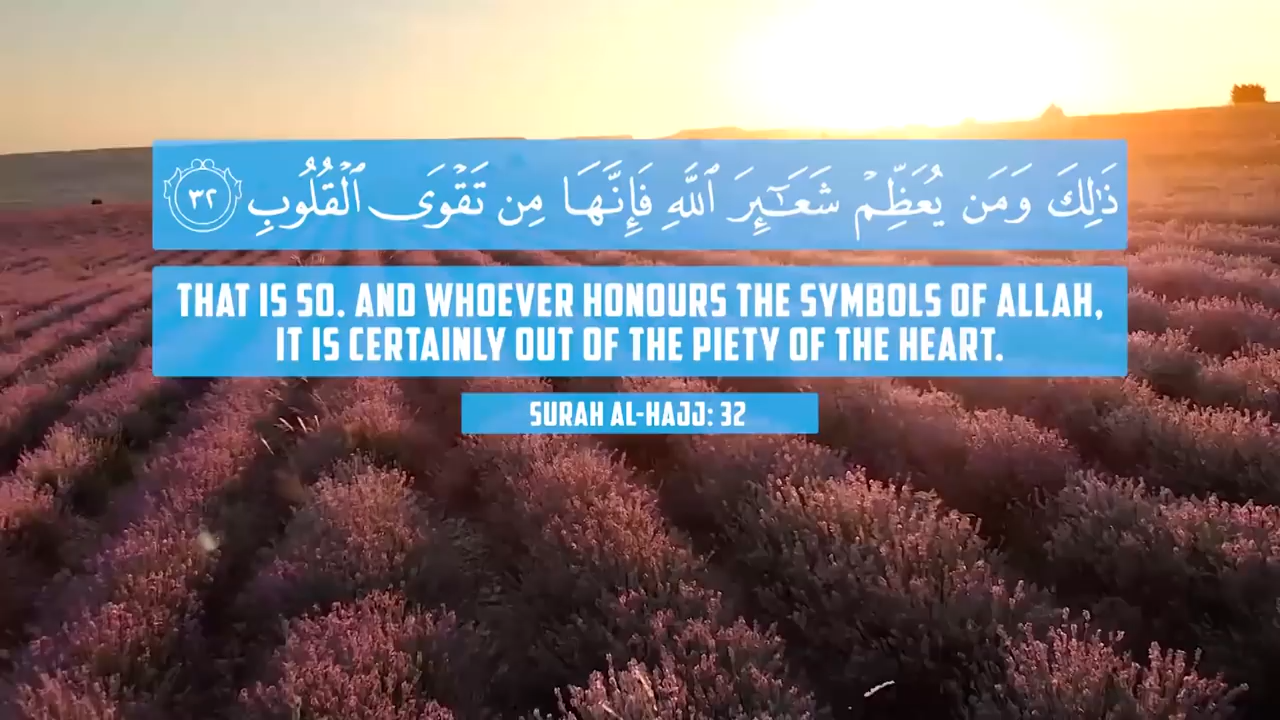 ذَٰلِكَ وَمَن يُعَظِّمۡ شَعَـٰٓئِرَ ٱللَّهِ فَإِنَّهَا مِن تَقۡوَى ٱلۡقُلُوبِ ٣٢
THAT IS SO. AND WHOEVER HONOURS THE SYMBOLS OF ALLAH,
IT IS CERTAINLY OUT OF THE PIETY OF THE HEART.
SURAH AL-HAJJ: 32